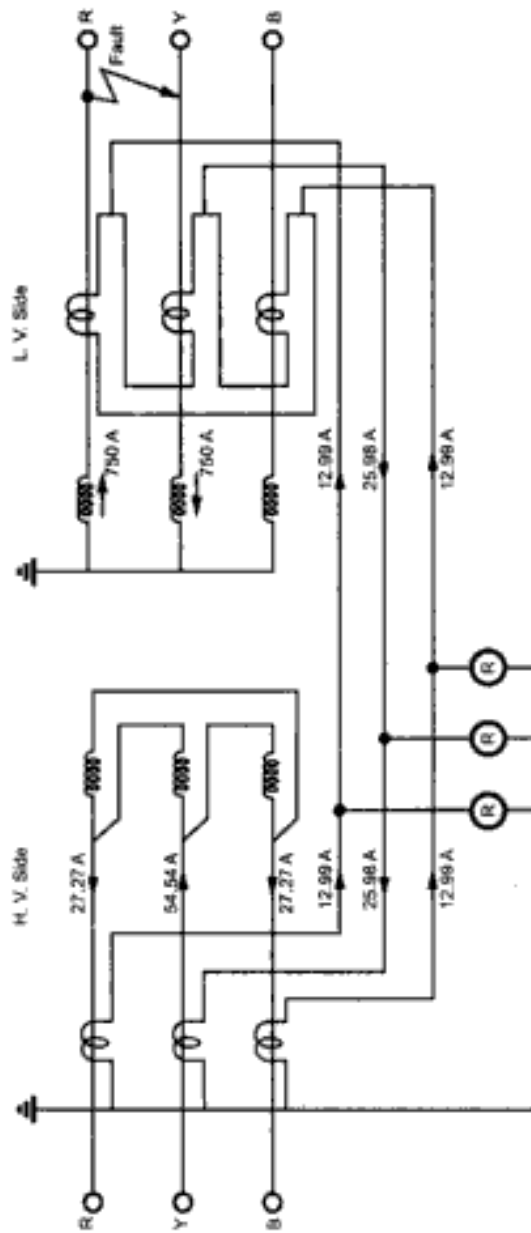 H. V. Side
L. V. Side
R
27.27 A
750 A
R
Fault
Y
54.54 A
750 A
Y
B
27.27 A
B
12.99 A
12.99 A
25.98 A
25.98 A
12.99 A
12.99 A
R
R
R